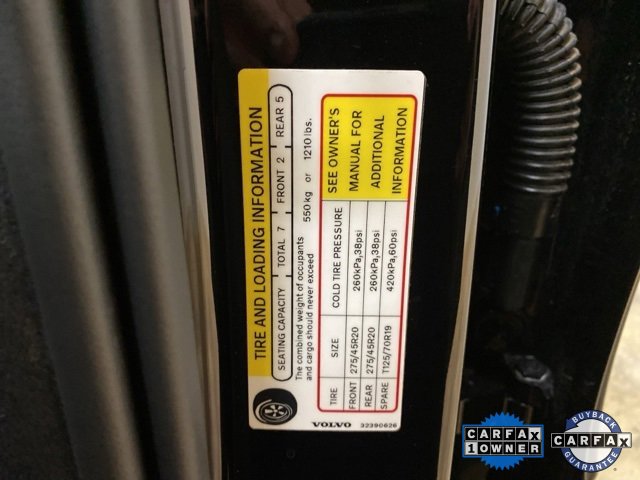 TIRE AND LOADING INFORMATION
SEATING CAPACITY TOTAL 7 FRONT 2 REAR 5
The combined weight of occupants
and cargo should never exceed 550 kg or 1210 lbs.
TIRE SIZE COLD TIRE PRESSURE SEE OWNER'S
FRONT 275/45R20 260kPa,38psi MANUAL FOR
REAR 275/45R20 260kPa,38psi ADDITIONAL
SPARE T125/70R19 420kPa,60psi INFORMATION
VOLVO 32390626
CARFAX
1OWNER
BUYBACK
CARFAX
GUARANTEE